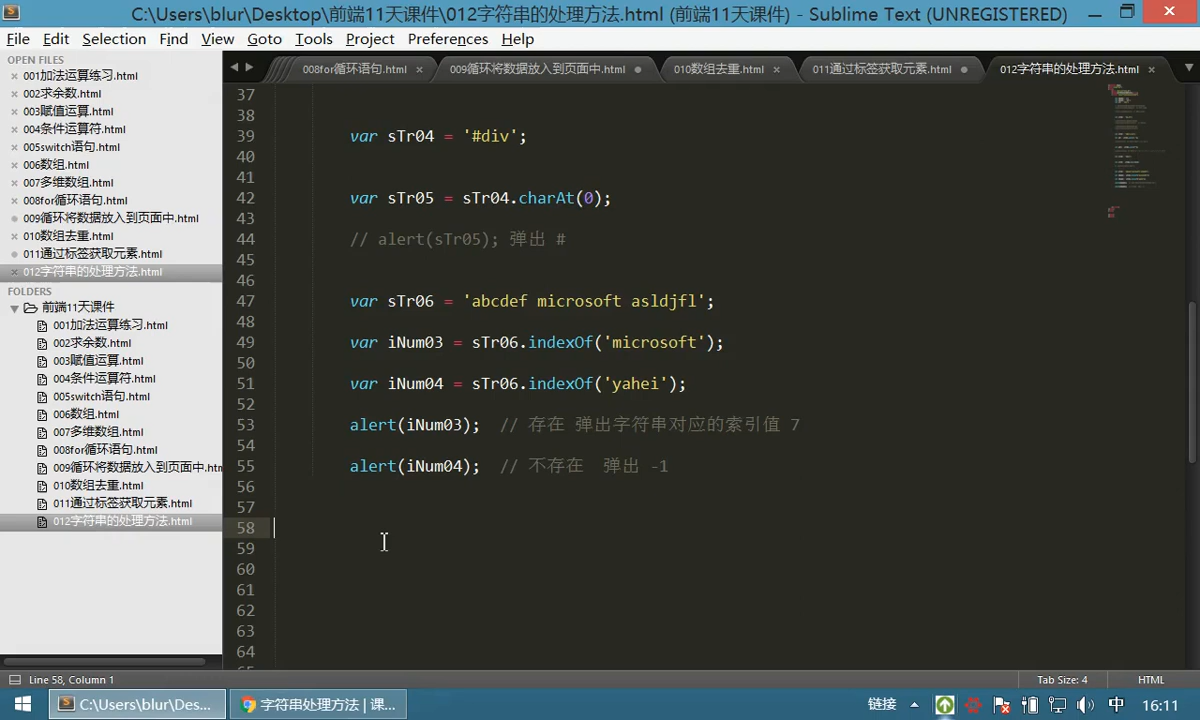 C:\Users\blur\Desktop\前端11天课件\012字符串的处理方法.html (前端11天课件) - Sublime Text (UNREGISTERED)
File Edit Selection Find View Goto Tools Project Preferences Help
OPEN FILES
001加法运算练习.html
002求余数.html
003赋值运算.html
004条件运算符.html
005switch语句.html
006数组.html
007多维数组.html
008for循环语句.html
009循环将数据放入到页面中.html
010数组去重.html
011通过标签获取元素.html
012字符串的处理方法.html
FOLDERS
前端11天课件
001加法运算练习.html
002求余数.html
003赋值运算.html
004条件运算符.html
005switch语句.html
006数组.html
007多维数组.html
008for循环语句.html
009循环将数据放入到页面中.htm
010数组去重.html
011通过标签获取元素.html
012字符串的处理方法.html
008for循环语句.html 009循环将数据放入到页面中.html 010数组去重.html 011通过标签获取元素.html 012字符串的处理方法.html
37
38
39 var sTr04 = '#div';
40
41
42 var sTr05 = sTr04.charAt(0);
43
44 // alert(sTr05); 弹出 #
45
46
47 var sTr06 = 'abcdef microsoft asldjfl';
48
49 var iNum03 = sTr06.indexOf('microsoft');
50
51 var iNum04 = sTr06.indexOf('yahei');
52
53 alert(iNum03); // 存在 弹出字符串对应的索引值 7
54
55 alert(iNum04); // 不存在 弹出 -1
56
57
58
59
60
61
62
63
64
Line 58, Column 1 Tab Size: 4 HTML
C:\Users\blur\Des... 字符串处理方法 | 课... 链接 中 16:11